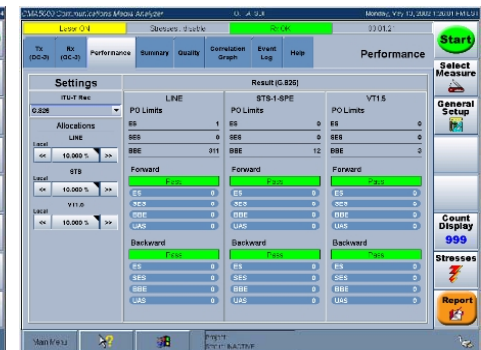 CMA5000 Communications Media Analyzer
Monday, May 13, 2002
Laser ON
Stresses disable
Rx OK
Start
Tx (OC-3)
Rx (OC-3)
Performance
Summary
Quality
Correlation Graph
Event Log
Help
Performance
Select Measure
General Setup
Count Display
999
Stresses
Report
Settings
ITU-T Rec
G.826
Allocations
LINE
Local
<< 10.000 % >>
STS
Local
<< 10.000 % >>
VT1.5
Local
<< 10.000 % >>
Result (G.826)
LINE
PO Limits
ES 1
SES 0
BBE 311
Forward
Pass
ES 0
SES 0
BBE 0
UAS 0
Backward
Pass
ES 0
SES 0
BBE 0
UAS 0
STS-1-SPE
PO Limits
ES 0
SES 0
BBE 12
Forward
Pass
ES 0
SES 0
BBE 0
UAS 0
Backward
Pass
ES 0
SES 0
BBE 0
UAS 0
VT1.5
PO Limits
ES 0
SES 0
BBE
Forward
Pass
ES 0
SES 0
BBE 0
UAS 0
Backward
Pass
ES 0
SES 0
BBE 0
UAS 0
Main Menu
Project
INACTIVE